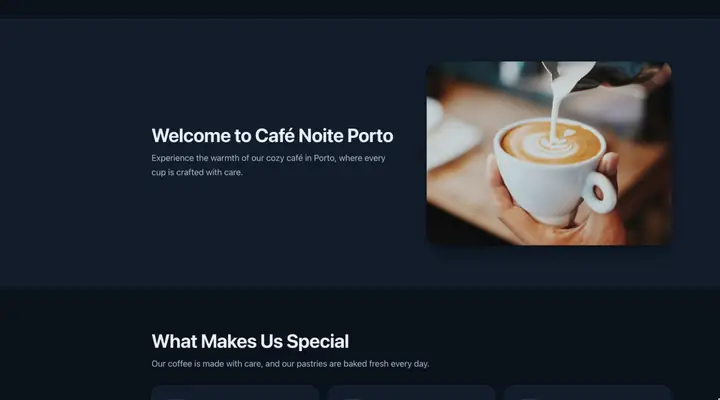 Welcome to Café Noite Porto
Experience the warmth of our cozy café in Porto, where every
cup is crafted with care.
What Makes Us Special
Our coffee is made with care, and our pastries are baked fresh every day.